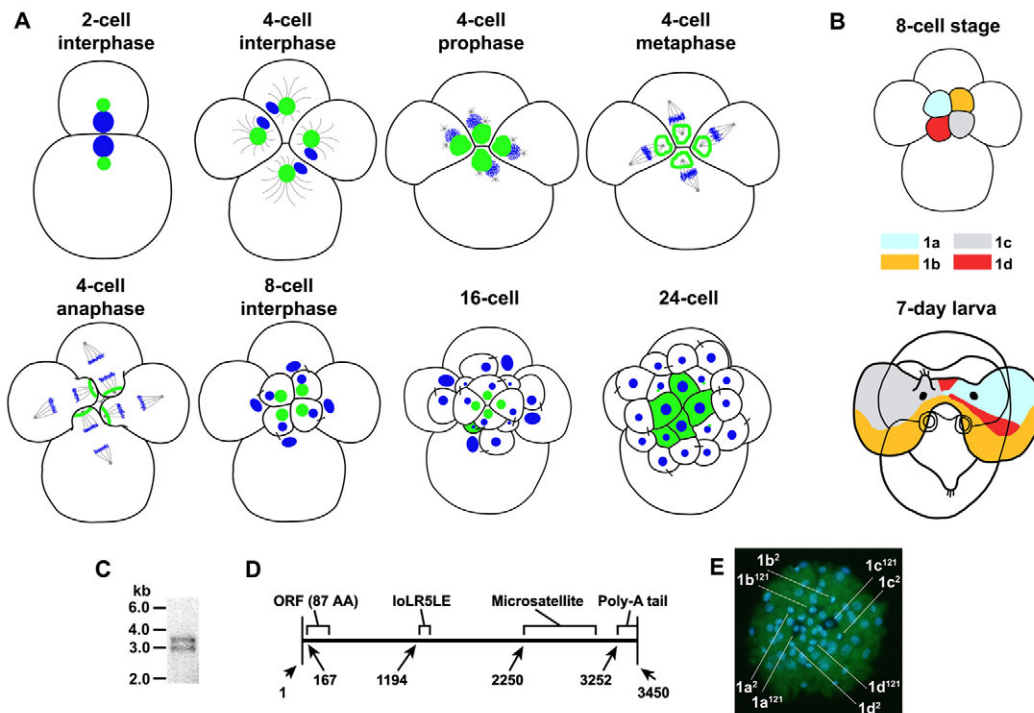 A
2-cell
interphase
4-cell
interphase
4-cell
prophase
4-cell
metaphase
4-cell
anaphase
8-cell
interphase
16-cell
24-cell
B
8-cell stage
1a
1c
1b
1d
7-day larva
C
kb
6.0
4.0
3.0
2.0
D
ORF (87 AA)
IoLR5LE
Microsatellite
Poly-A tail
1
167
1194
2250
3252
3450
E
1b²
1b¹²¹
1c¹²¹
1c²
1a²
1a¹²¹
1d¹²¹
1d²